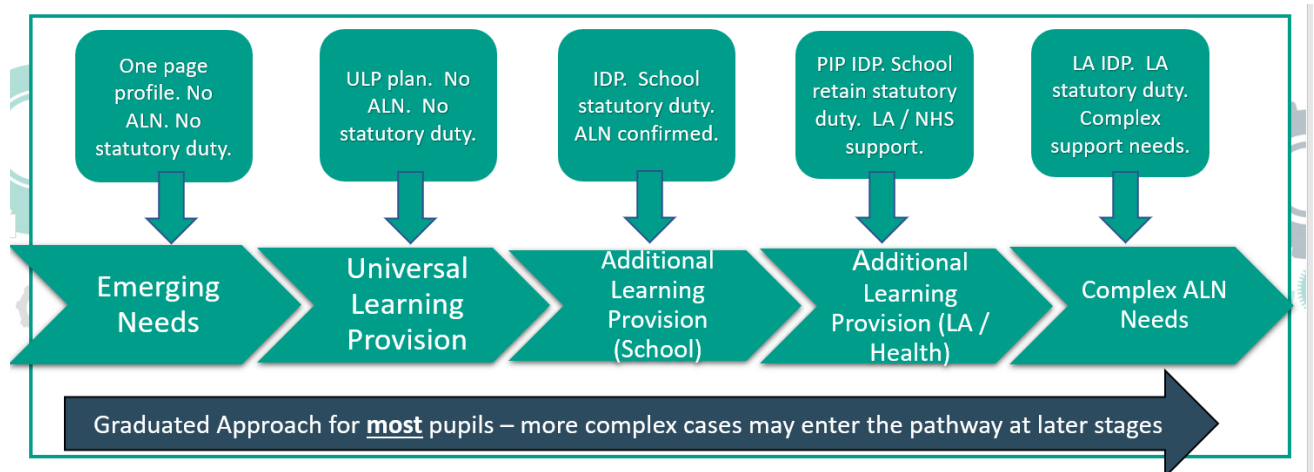 One page
profile. No
ALN. No
statutory duty.
ULP plan. No
ALN. No
statutory duty.
IDP. School
statutory duty.
ALN confirmed.
PIP IDP. School
retain statutory
duty. LA / NHS
support.
LA IDP. LA
statutory duty.
Complex
support needs.
Emerging
Needs
Universal
Learning
Provision
Additional
Learning
Provision
(School)
Additional
Learning
Provision (LA /
Health)
Complex ALN
Needs
Graduated Approach for most pupils – more complex cases may enter the pathway at later stages